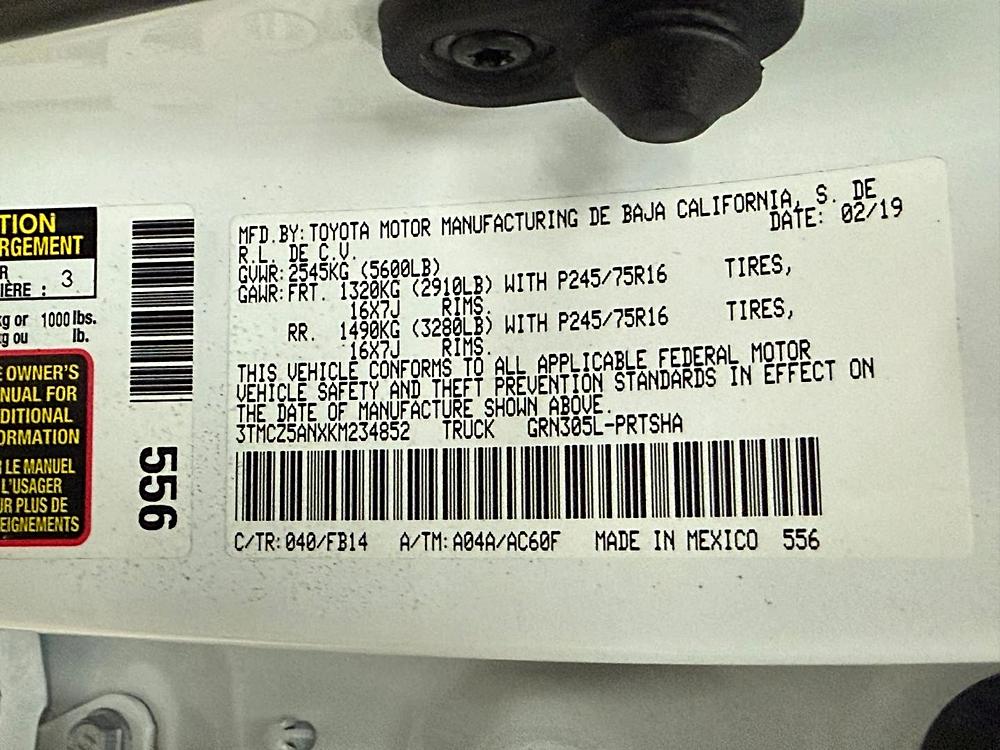 TION
RGEMENT
R
IÈRE : 3
kg or 1000 lbs.
kg ou lb.
E OWNER'S
NUAL FOR
DITIONAL
ORMATION
R LE MANUEL
L'USAGER
UR PLUS DE
EIGNEMENTS
556
MFD.BY:TOYOTA MOTOR MANUFACTURING DE BAJA CALIFORNIA, S. DE
R.L. DE C.V. DATE: 02/19
GVWR:2545KG (5600LB)
GAWR:FRT. 1320KG (2910LB) WITH P245/75R16 TIRES,
16X7J RIMS.
RR. 1490KG (3280LB) WITH P245/75R16 TIRES,
16X7J RIMS.
THIS VEHICLE CONFORMS TO ALL APPLICABLE FEDERAL MOTOR
VEHICLE SAFETY AND THEFT PREVENTION STANDARDS IN EFFECT ON
THE DATE OF MANUFACTURE SHOWN ABOVE.
3TMCZ5ANXKM234852 TRUCK GRN305L-PRTSHA
C/TR:040/FB14 A/TM:A04A/AC60F MADE IN MEXICO 556